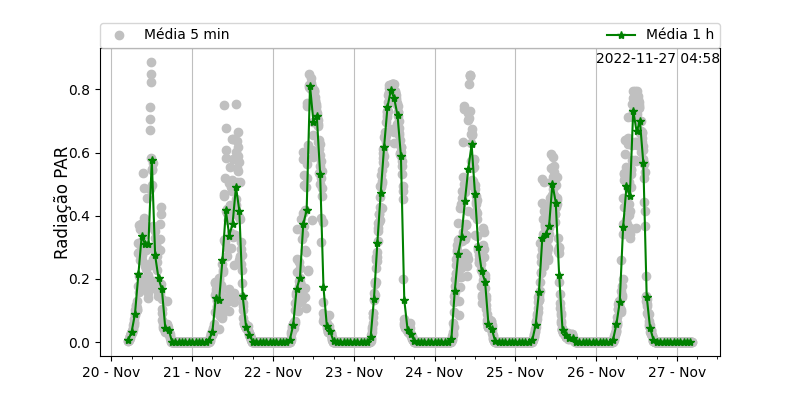 Média 5 min
Média 1 h
2022-11-27 04:58
Radiação PAR
0.8
0.6
0.4
0.2
0.0
20 - Nov
21 - Nov
22 - Nov
23 - Nov
24 - Nov
25 - Nov
26 - Nov
27 - Nov